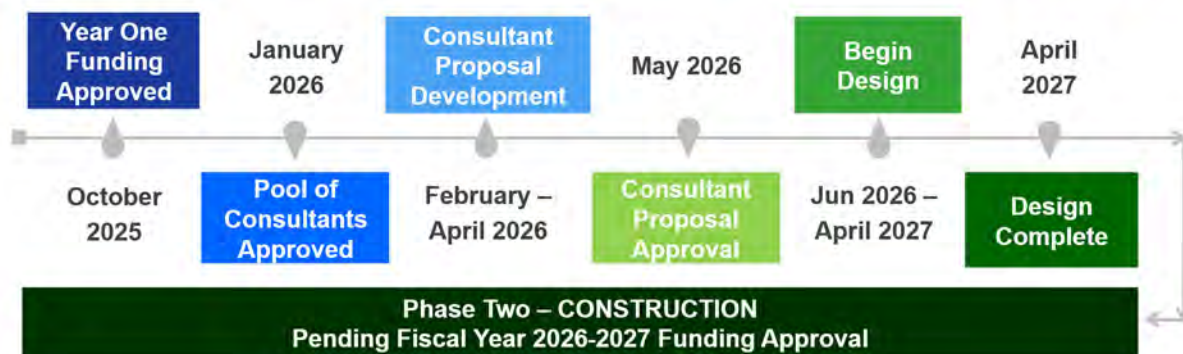 Year One
Funding
Approved
October
2025
January
2026
Pool of
Consultants
Approved
Consultant
Proposal
Development
February –
April 2026
May 2026
Consultant
Proposal
Approval
Begin
Design
Jun 2026 –
April 2027
April
2027
Design
Complete
Phase Two – CONSTRUCTION
Pending Fiscal Year 2026-2027 Funding Approval